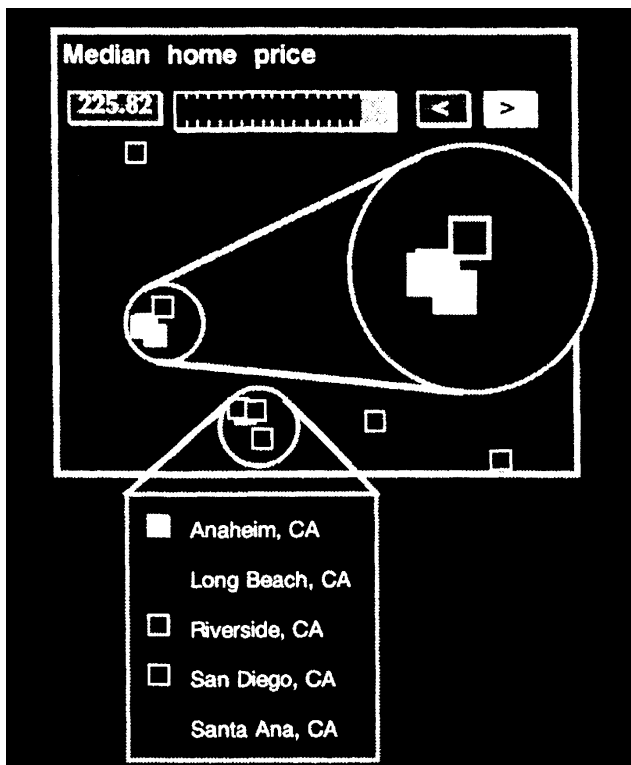 Median home price
225.82 < >
Anaheim, CA
Long Beach, CA
Riverside, CA
San Diego, CA
Santa Ana, CA